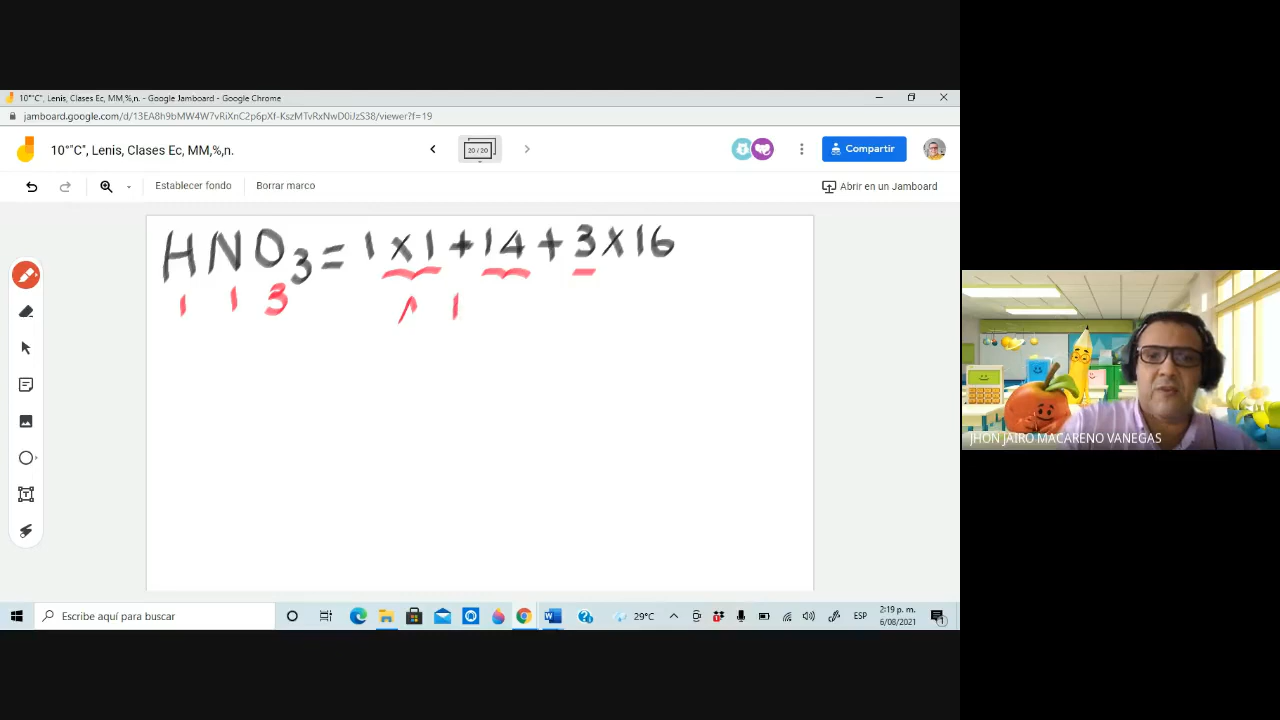 10°"C", Lenis, Clases Ec, MM,%,n. - Google Jamboard - Google Chrome
jamboard.google.com/d/13EA8h9bMW4W7vRiXnC2p6pXf-KszMTvRxNwD0iJzS38/viewer?f=19
10°"C", Lenis, Clases Ec, MM,%,n.
20 / 20
Compartir
Establecer fondo
Borrar marco
Abrir en un Jamboard
HNO3 = 1 x 1 + 14 + 3 x 16
1 1 3 1 1
JHON JAIRO MACARENO VANEGAS
Escribe aquí para buscar
29°C
ESP
2:19 p. m.
6/08/2021
1